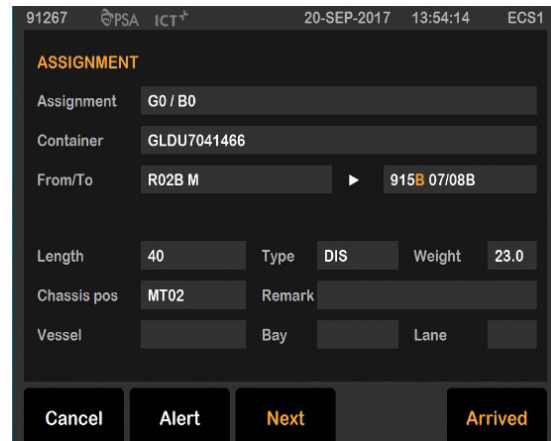 91267 PSA ICT+ 20-SEP-2017 13:54:14 ECS1
ASSIGNMENT
Assignment G0 / B0
Container GLDU7041466
From/To R02B M ► 915B 07/08B
Length 40 Type DIS Weight 23.0
Chassis pos MT02 Remark
Vessel Bay Lane
Cancel Alert Next Arrived